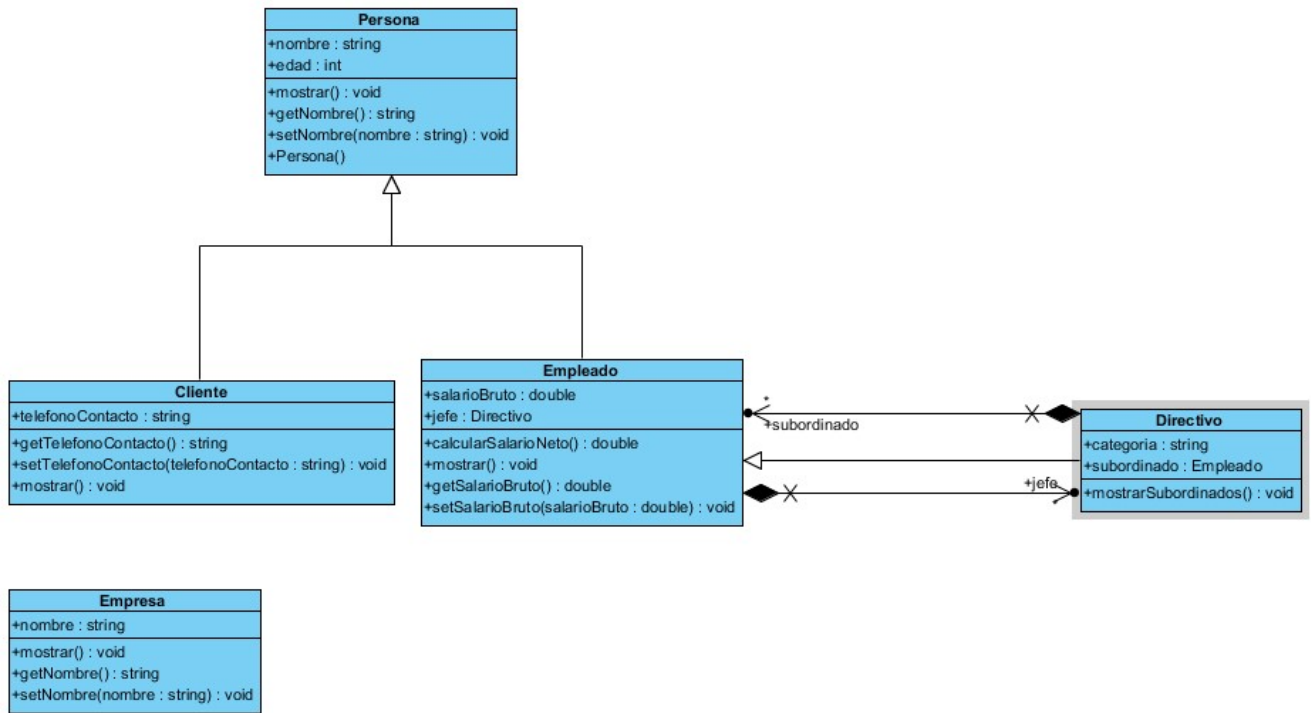 Persona
+nombre : string
+edad : int
+mostrar() : void
+getNombre() : string
+setNombre(nombre : string) : void
+Persona()
Cliente
+telefonoContacto : string
+getTelefonoContacto() : string
+setTelefonoContacto(telefonoContacto : string) : void
+mostrar() : void
Empleado
+salarioBruto : double
+jefe : Directivo
+calcularSalarioNeto() : double
+mostrar() : void
+getSalarioBruto() : double
+setSalarioBruto(salarioBruto : double) : void
*
+subordinado
+jefe
Directivo
+categoria : string
+subordinado : Empleado
+mostrarSubordinados() : void
Empresa
+nombre : string
+mostrar() : void
+getNombre() : string
+setNombre(nombre : string) : void